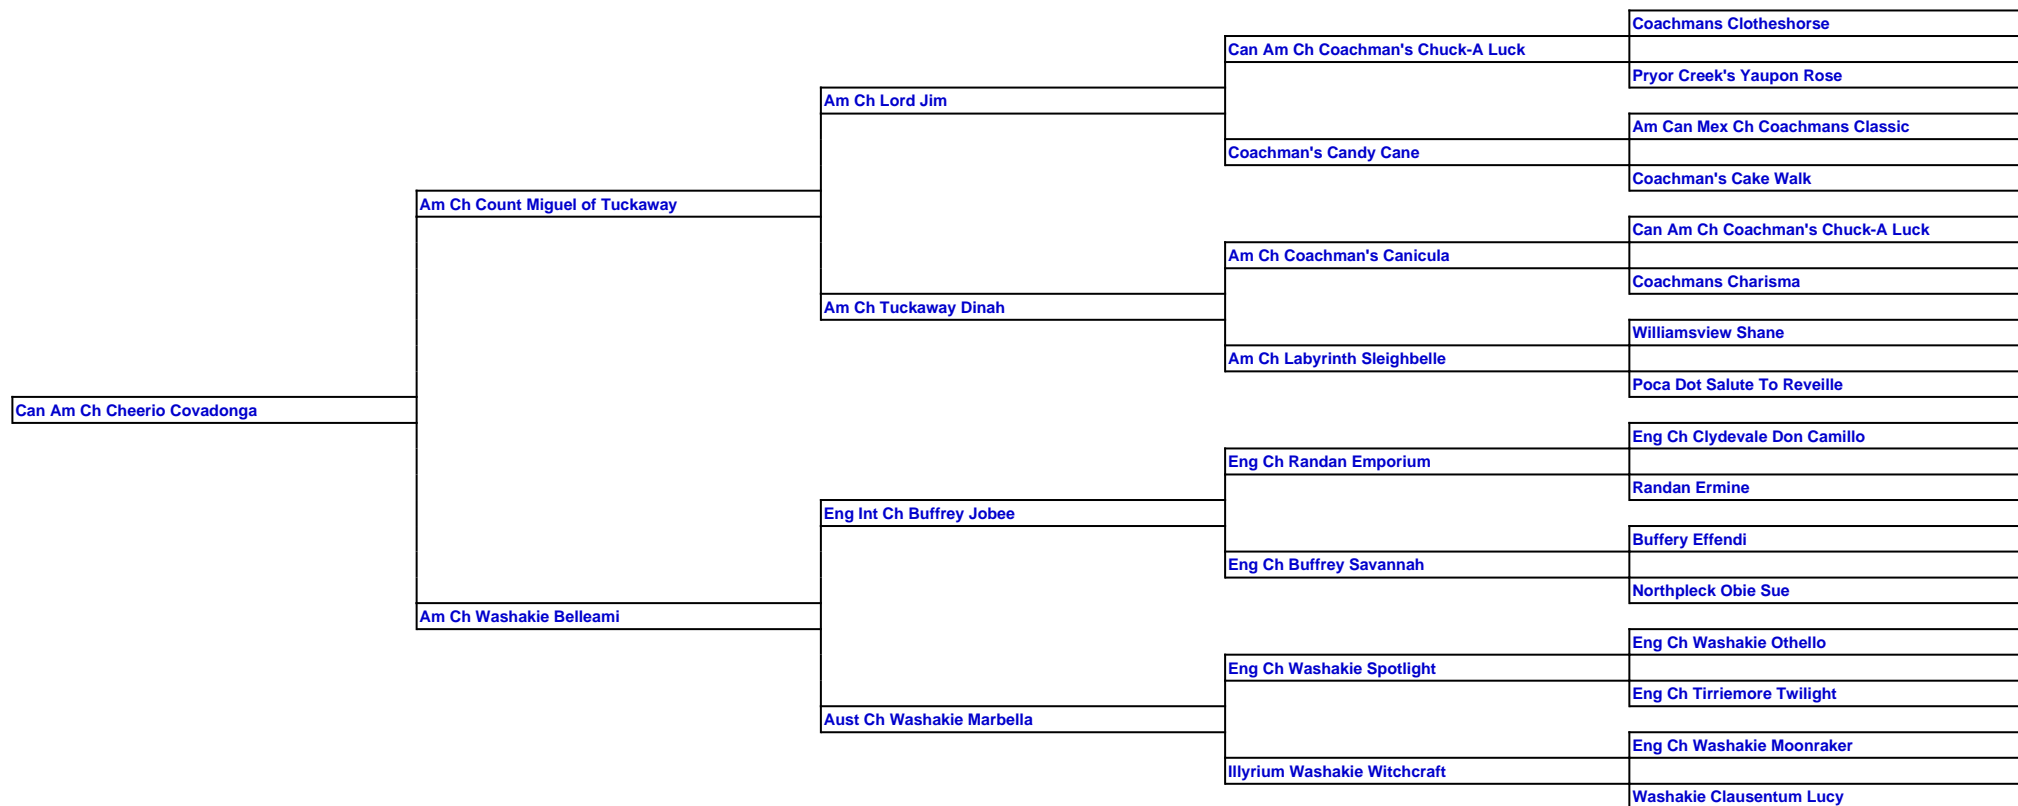 Coachmans Clotheshorse
Can Am Ch Coachman's Chuck-A Luck
Pryor Creek's Yaupon Rose
Am Ch Lord Jim
Am Can Mex Ch Coachmans Classic
Coachman's Candy Cane
Coachman's Cake Walk
Am Ch Count Miguel of Tuckaway
Can Am Ch Coachman's Chuck-A Luck
Am Ch Coachman's Canicula
Coachmans Charisma
Am Ch Tuckaway Dinah
Williamsview Shane
Am Ch Labyrinth Sleighbelle
Poca Dot Salute To Reveille
Can Am Ch Cheerio Covadonga
Eng Ch Clydevale Don Camillo
Eng Ch Randan Emporium
Randan Ermine
Eng Int Ch Buffrey Jobee
Buffery Effendi
Eng Ch Buffrey Savannah
Northpleck Obie Sue
Am Ch Washakie Belleami
Eng Ch Washakie Othello
Eng Ch Washakie Spotlight
Eng Ch Tirriemore Twilight
Aust Ch Washakie Marbella
Eng Ch Washakie Moonraker
Illyrium Washakie Witchcraft
Washakie Clausentum Lucy